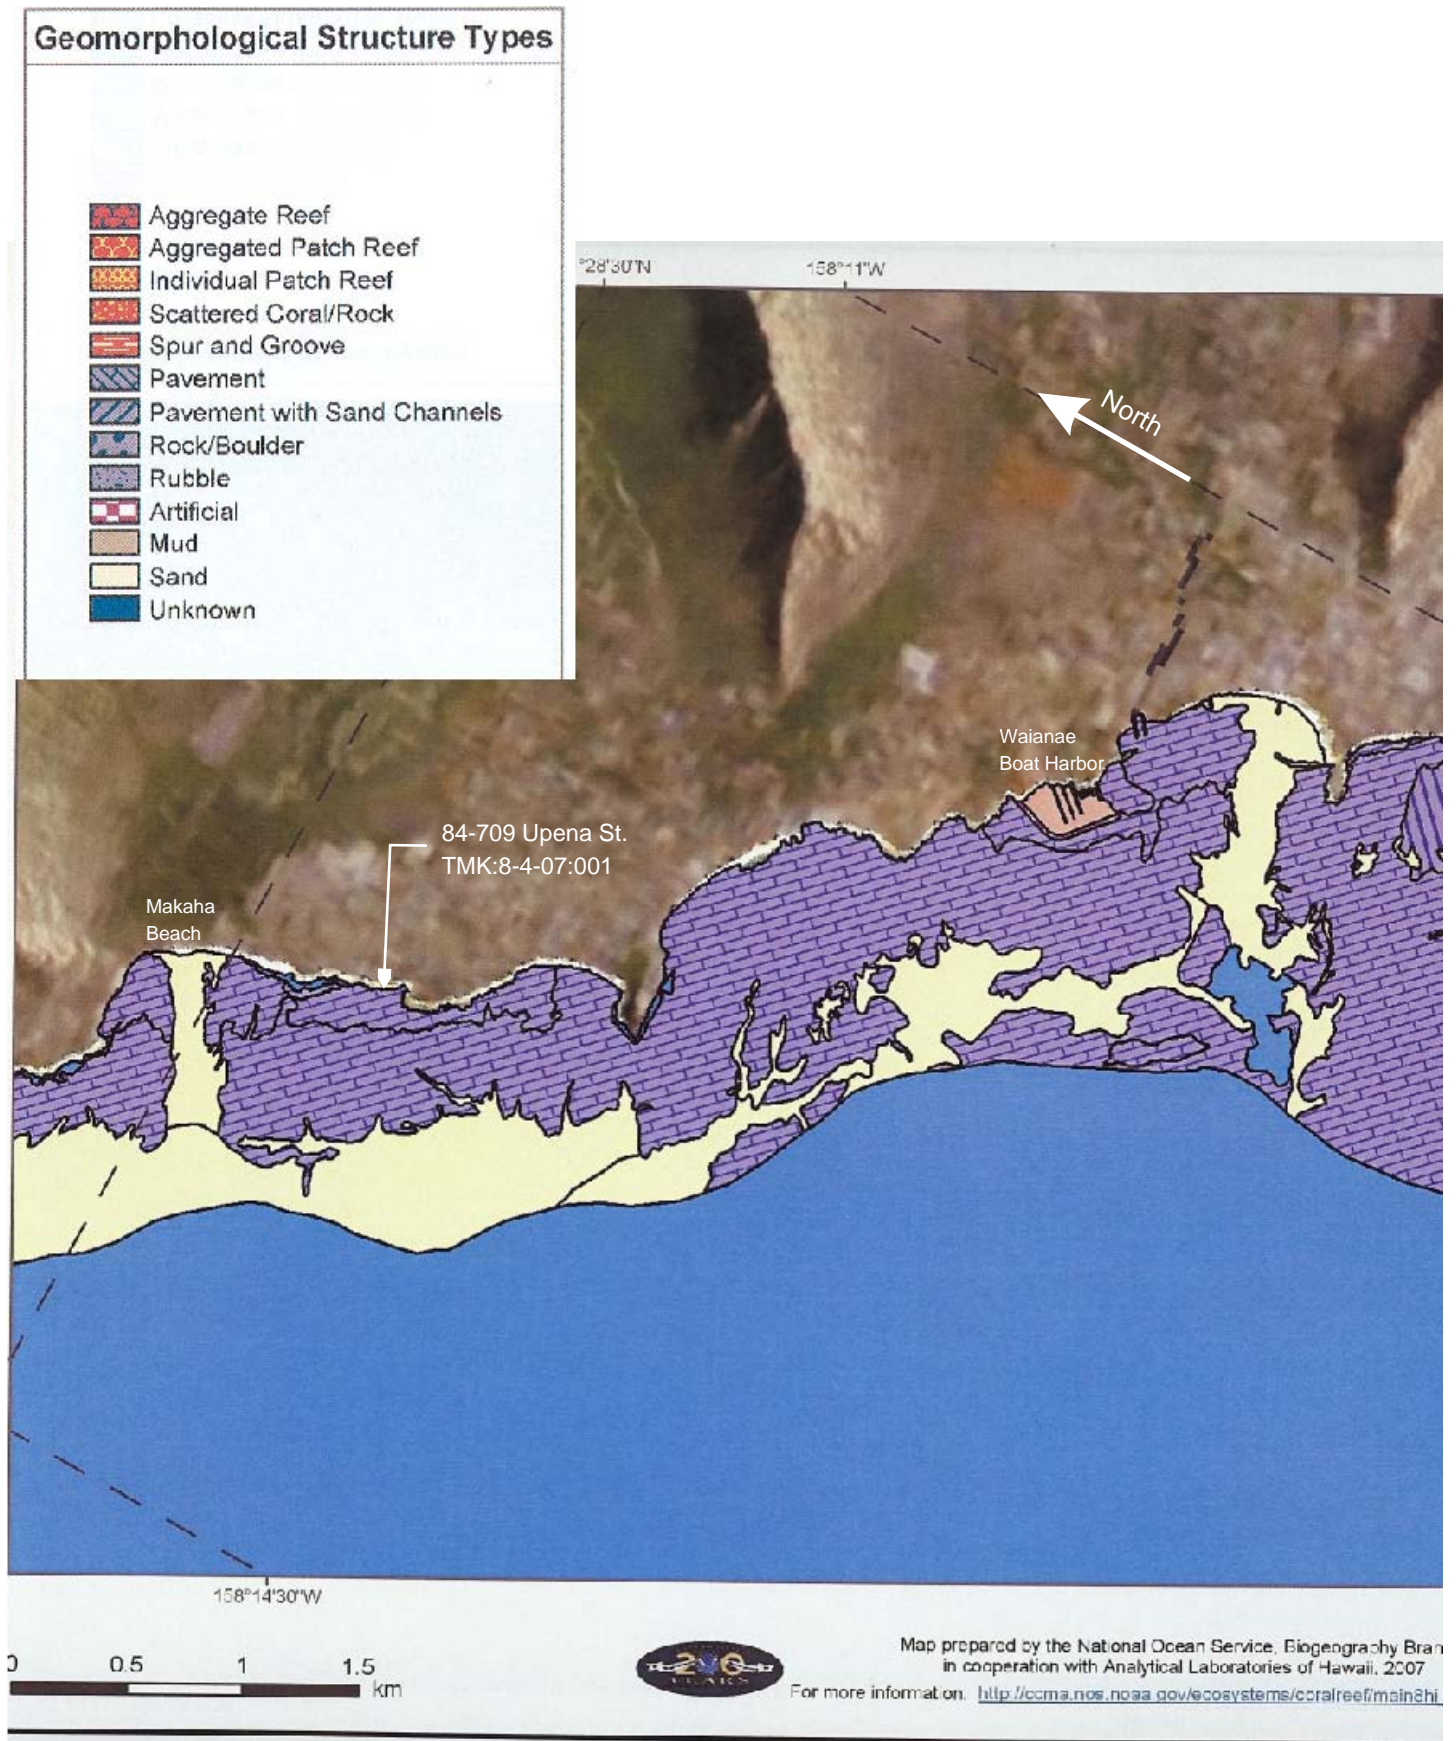 Geomorphological Structure Types
Aggregate Reef
Aggregated Patch Reef
Individual Patch Reef
Scattered Coral/Rock
Spur and Groove
Pavement
Pavement with Sand Channels
Rock/Boulder
Rubble
Artificial
Mud
Sand
Unknown
°28'30"N
158°11'W
North
Waianae
Boat Harbor
84-709 Upena St.
TMK:8-4-07:001
Makaha
Beach
158°14'30"W
0 0.5 1 1.5
km
200
YEARS
Map prepared by the National Ocean Service, Biogeography Bran
in cooperation with Analytical Laboratories of Hawaii, 2007
For more information, http://ccma.nos.noaa.gov/ecosystems/coralreef/main8hi_